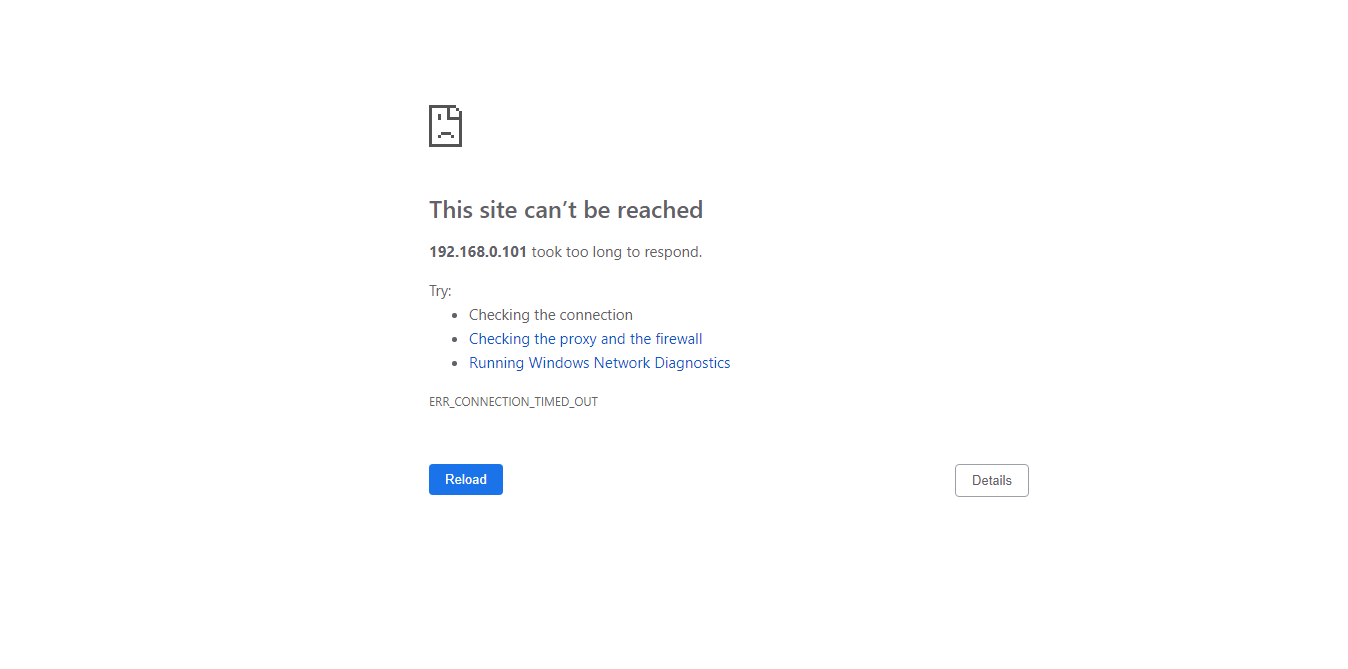 This site can’t be reached
192.168.0.101 took too long to respond.
Try:
Checking the connection
Checking the proxy and the firewall
Running Windows Network Diagnostics
ERR_CONNECTION_TIMED_OUT
Reload
Details